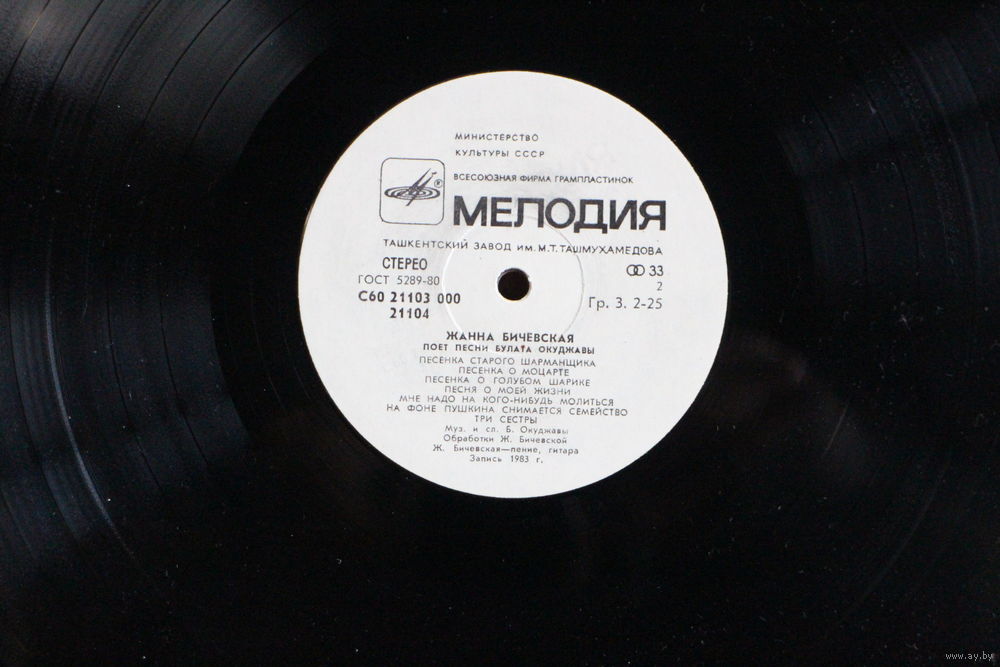 МИНИСТЕРСТВО
КУЛЬТУРЫ СССР
ВСЕСОЮЗНАЯ ФИРМА ГРАМПЛАСТИНОК
®
МЕЛОДИЯ
ТАШКЕНТСКИЙ ЗАВОД ИМ. М.Т. ТАШМУХАМЕДОВА
СТЕРЕО 33
ГОСТ 5289-80 2
С60 21103 000 Гр. 3. 2-25
21104
ЖАННА БИЧЕВСКАЯ
ПОЕТ ПЕСНИ БУЛАТА ОКУДЖАВЫ
ПЕСЕНКА СТАРОГО ШАРМАНЩИКА
ПЕСЕНКА О МОЦАРТЕ
ПЕСЕНКА О ГОЛУБОМ ШАРИКЕ
ПЕСНЯ О МОЕЙ ЖИЗНИ
МНЕ НАДО НА КОГО-НИБУДЬ МОЛИТЬСЯ
НА ФОНЕ ПУШКИНА СНИМАЕТСЯ СЕМЕЙСТВО
ТРИ СЕСТРЫ
Муз. и сл. Б. Окуджавы
Обработки Ж. Бичевской
Ж. Бичевская—пение, гитара
Запись 1983 г.
www.ay.by